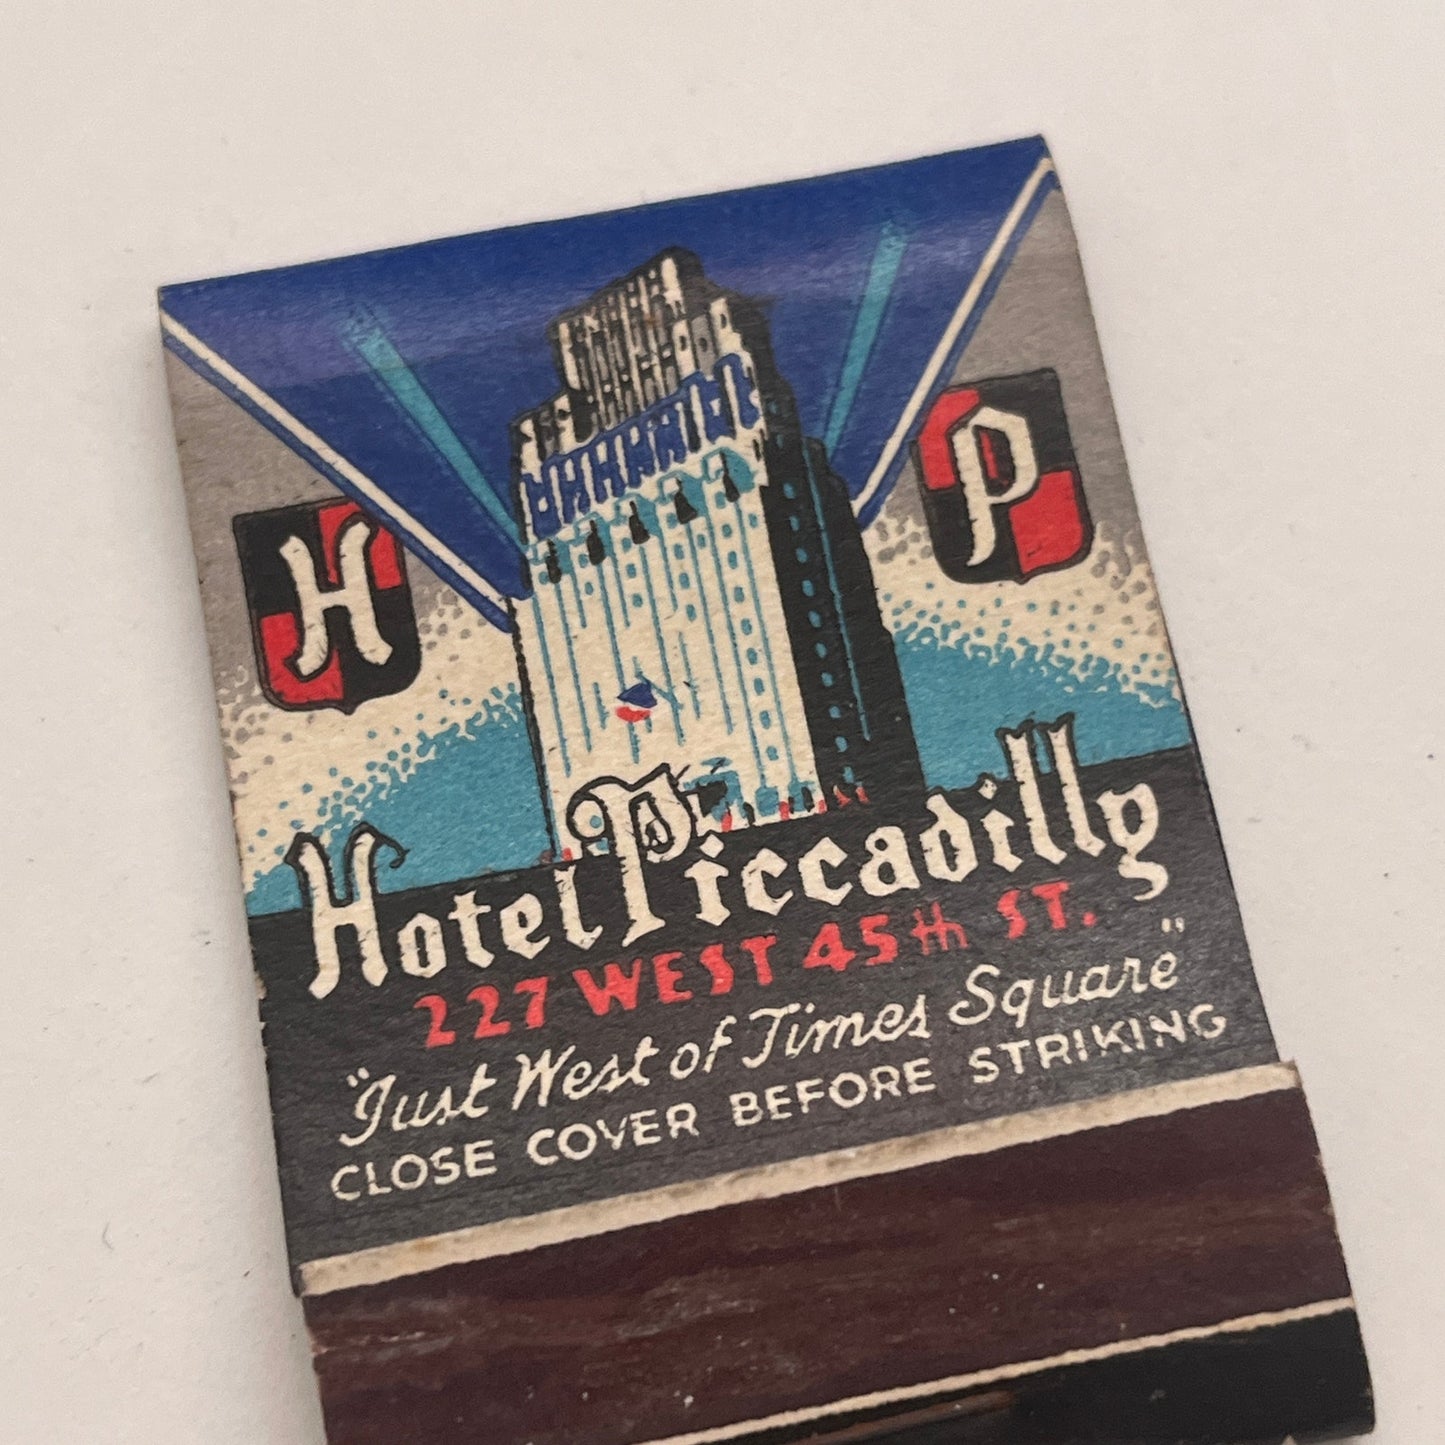 H P
Hotel Piccadilly
227 WEST 45th ST.
"Just West of Times Square"
CLOSE COVER BEFORE STRIKING